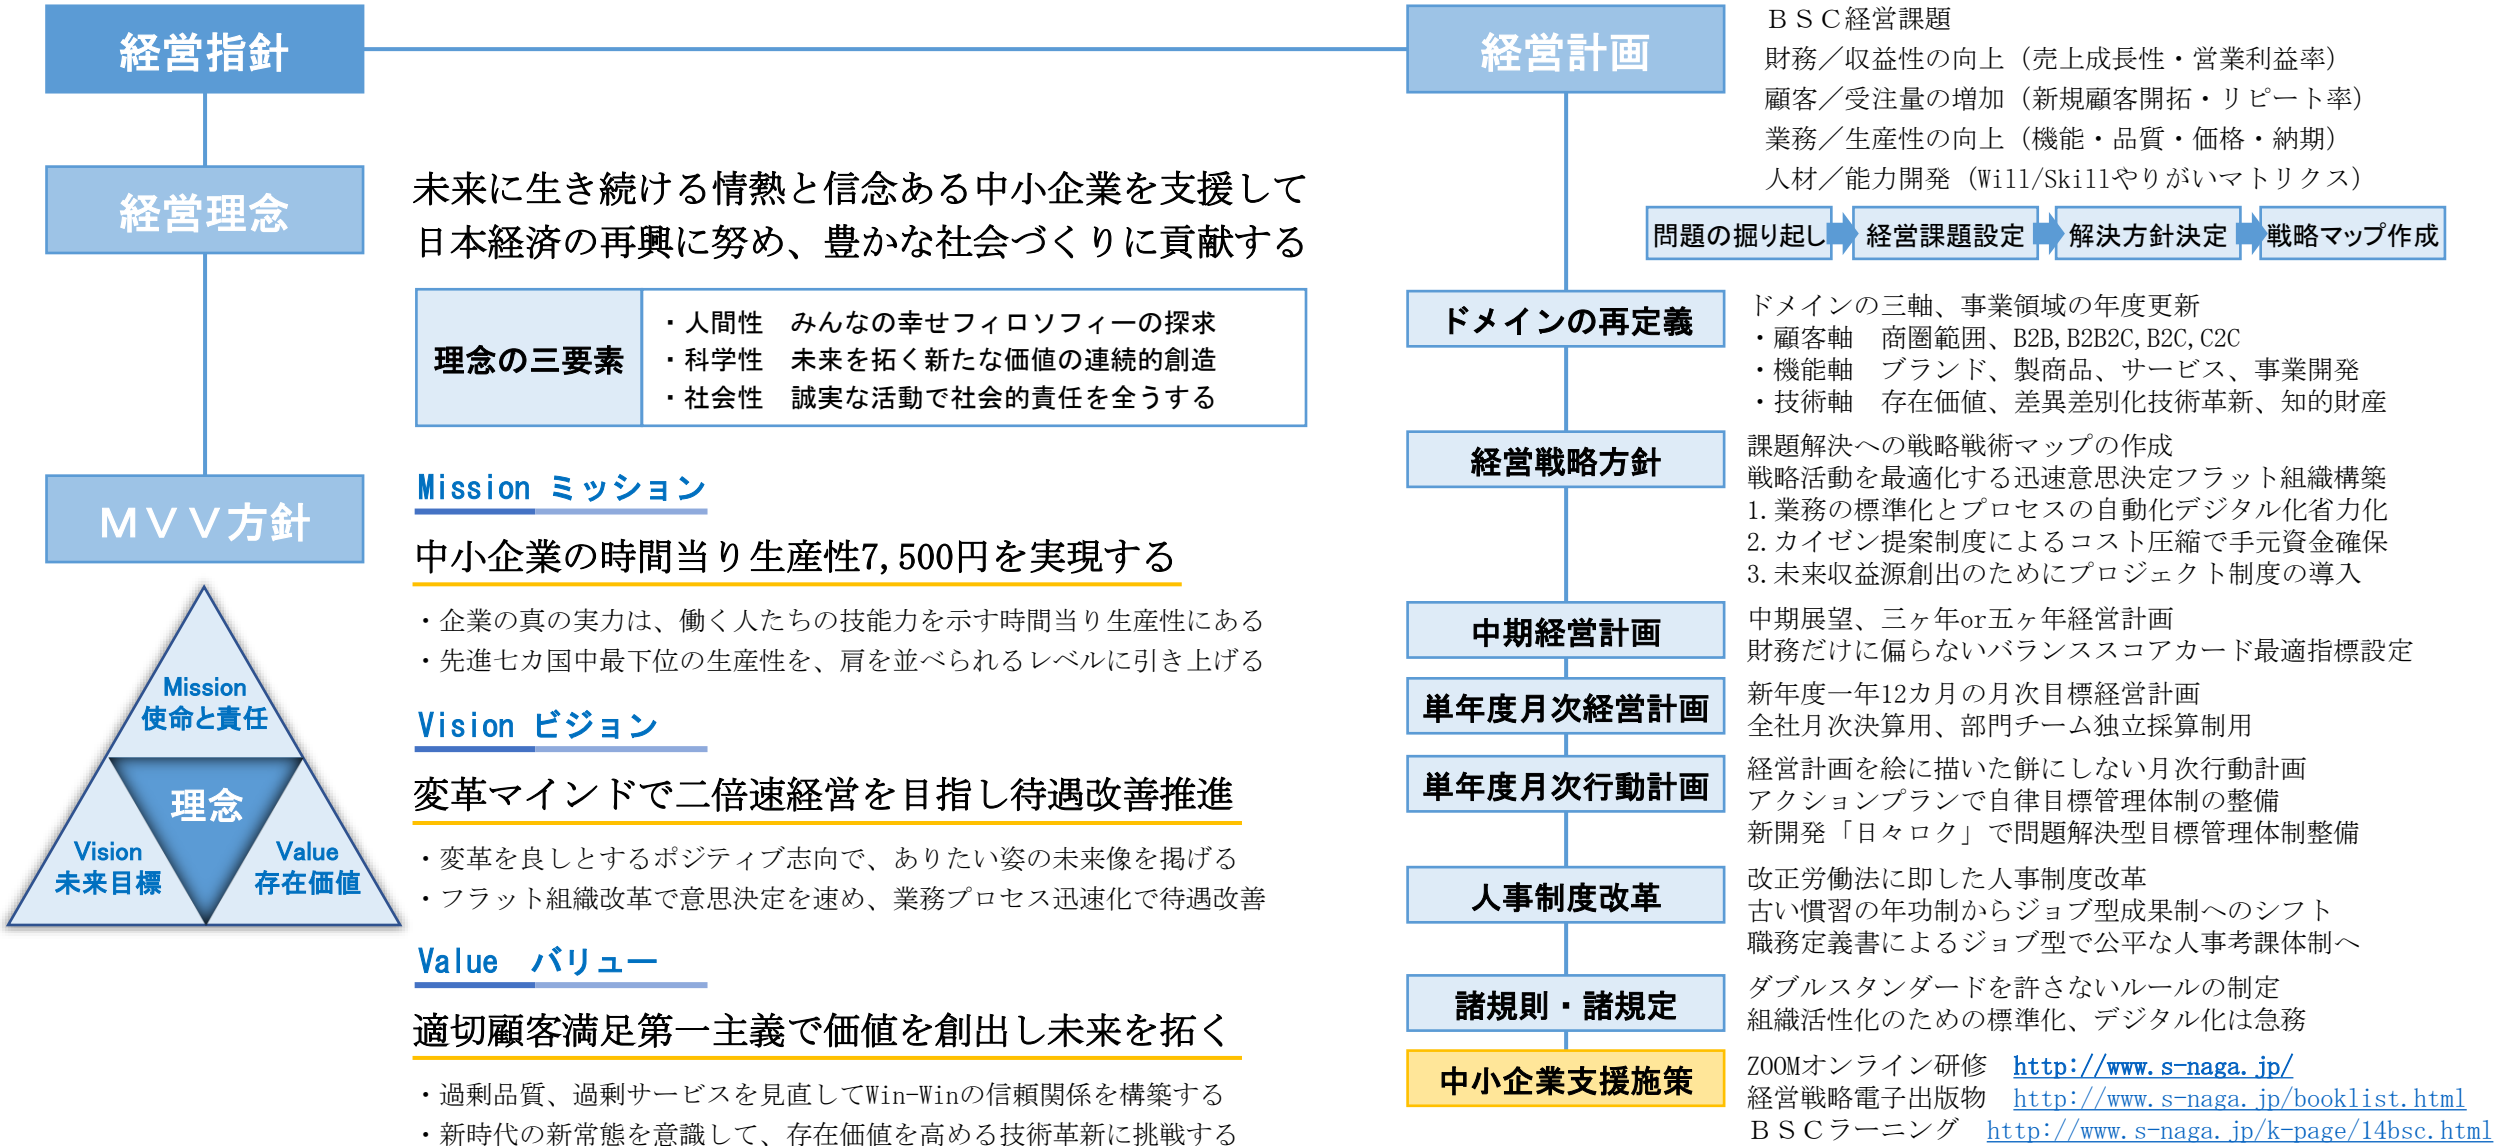 経営指針
経営理念
未来に生き続ける情熱と信念ある中小企業を支援して
日本経済の再興に努め、豊かな社会づくりに貢献する
理念の三要素
・人間性　みんなの幸せフィロソフィーの探求
・科学性　未来を拓く新たな価値の連続的創造
・社会性　誠実な活動で社会的責任を全うする
MVV方針
Mission
使命と責任
理念
Vision
未来目標
Value
存在価値
Mission ミッション
中小企業の時間当り生産性7,500円を実現する
・企業の真の実力は、働く人たちの技能力を示す時間当り生産性にある
・先進七カ国中最下位の生産性を、肩を並べられるレベルに引き上げる
Vision ビジョン
変革マインドで二倍速経営を目指し待遇改善推進
・変革を良しとするポジティブ志向で、ありたい姿の未来像を掲げる
・フラット組織改革で意思決定を速め、業務プロセス迅速化で待遇改善
Value　バリュー
適切顧客満足第一主義で価値を創出し未来を拓く
・過剰品質、過剰サービスを見直してWin-Winの信頼関係を構築する
・新時代の新常態を意識して、存在価値を高める技術革新に挑戦する
経営計画
ＢＳＣ経営課題
財務／収益性の向上（売上成長性・営業利益率）
顧客／受注量の増加（新規顧客開拓・リピート率）
業務／生産性の向上（機能・品質・価格・納期）
人材／能力開発（Will/Skillやりがいマトリクス）
問題の掘り起し
経営課題設定
解決方針決定
戦略マップ作成
ドメインの再定義
ドメインの三軸、事業領域の年度更新
・顧客軸　商圏範囲、B2B,B2B2C,B2C,C2C
・機能軸　ブランド、製商品、サービス、事業開発
・技術軸　存在価値、差異差別化技術革新、知的財産
経営戦略方針
課題解決への戦略戦術マップの作成
戦略活動を最適化する迅速意思決定フラット組織構築
1.業務の標準化とプロセスの自動化デジタル化省力化
2.カイゼン提案制度によるコスト圧縮で手元資金確保
3.未来収益源創出のためにプロジェクト制度の導入
中期経営計画
中期展望、三ヶ年or五ヶ年経営計画
財務だけに偏らないバランススコアカード最適指標設定
単年度月次経営計画
新年度一年12カ月の月次目標経営計画
全社月次決算用、部門チーム独立採算制用
単年度月次行動計画
経営計画を絵に描いた餅にしない月次行動計画
アクションプランで自律目標管理体制の整備
新開発「日々ロク」で問題解決型目標管理体制整備
人事制度改革
改正労働法に即した人事制度改革
古い慣習の年功制からジョブ型成果制へのシフト
職務定義書によるジョブ型で公平な人事考課体制へ
諸規則・諸規定
ダブルスタンダードを許さないルールの制定
組織活性化のための標準化、デジタル化は急務
中小企業支援施策
ZOOMオンライン研修　http://www.s-naga.jp/
経営戦略電子出版物　http://www.s-naga.jp/booklist.html
ＢＳＣラーニング　http://www.s-naga.jp/k-page/14bsc.html